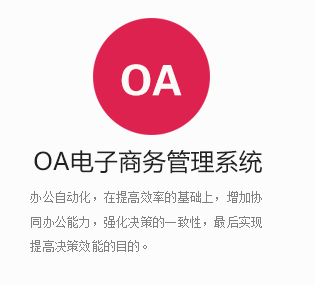 OA
OA电子商务管理系统
办公自动化，在提高效率的基础上，增加协
同办公能力，强化决策的一致性，最后实现
提高决策效能的目的。